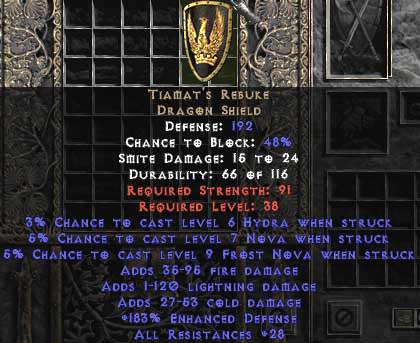 Tiamat's Rebuke
Dragon Shield
Defense: 192
Chance to Block: 48%
Smite Damage: 15 to 24
Durability: 66 of 116
Required Strength: 91
Required Level: 38
3% Chance to cast level 6 Hydra when struck
5% Chance to cast level 7 Nova when struck
5% Chance to cast level 9 Frost Nova when struck
Adds 35-95 fire damage
Adds 1-120 lightning damage
Adds 27-53 cold damage
+183% Enhanced Defense
All Resistances +28